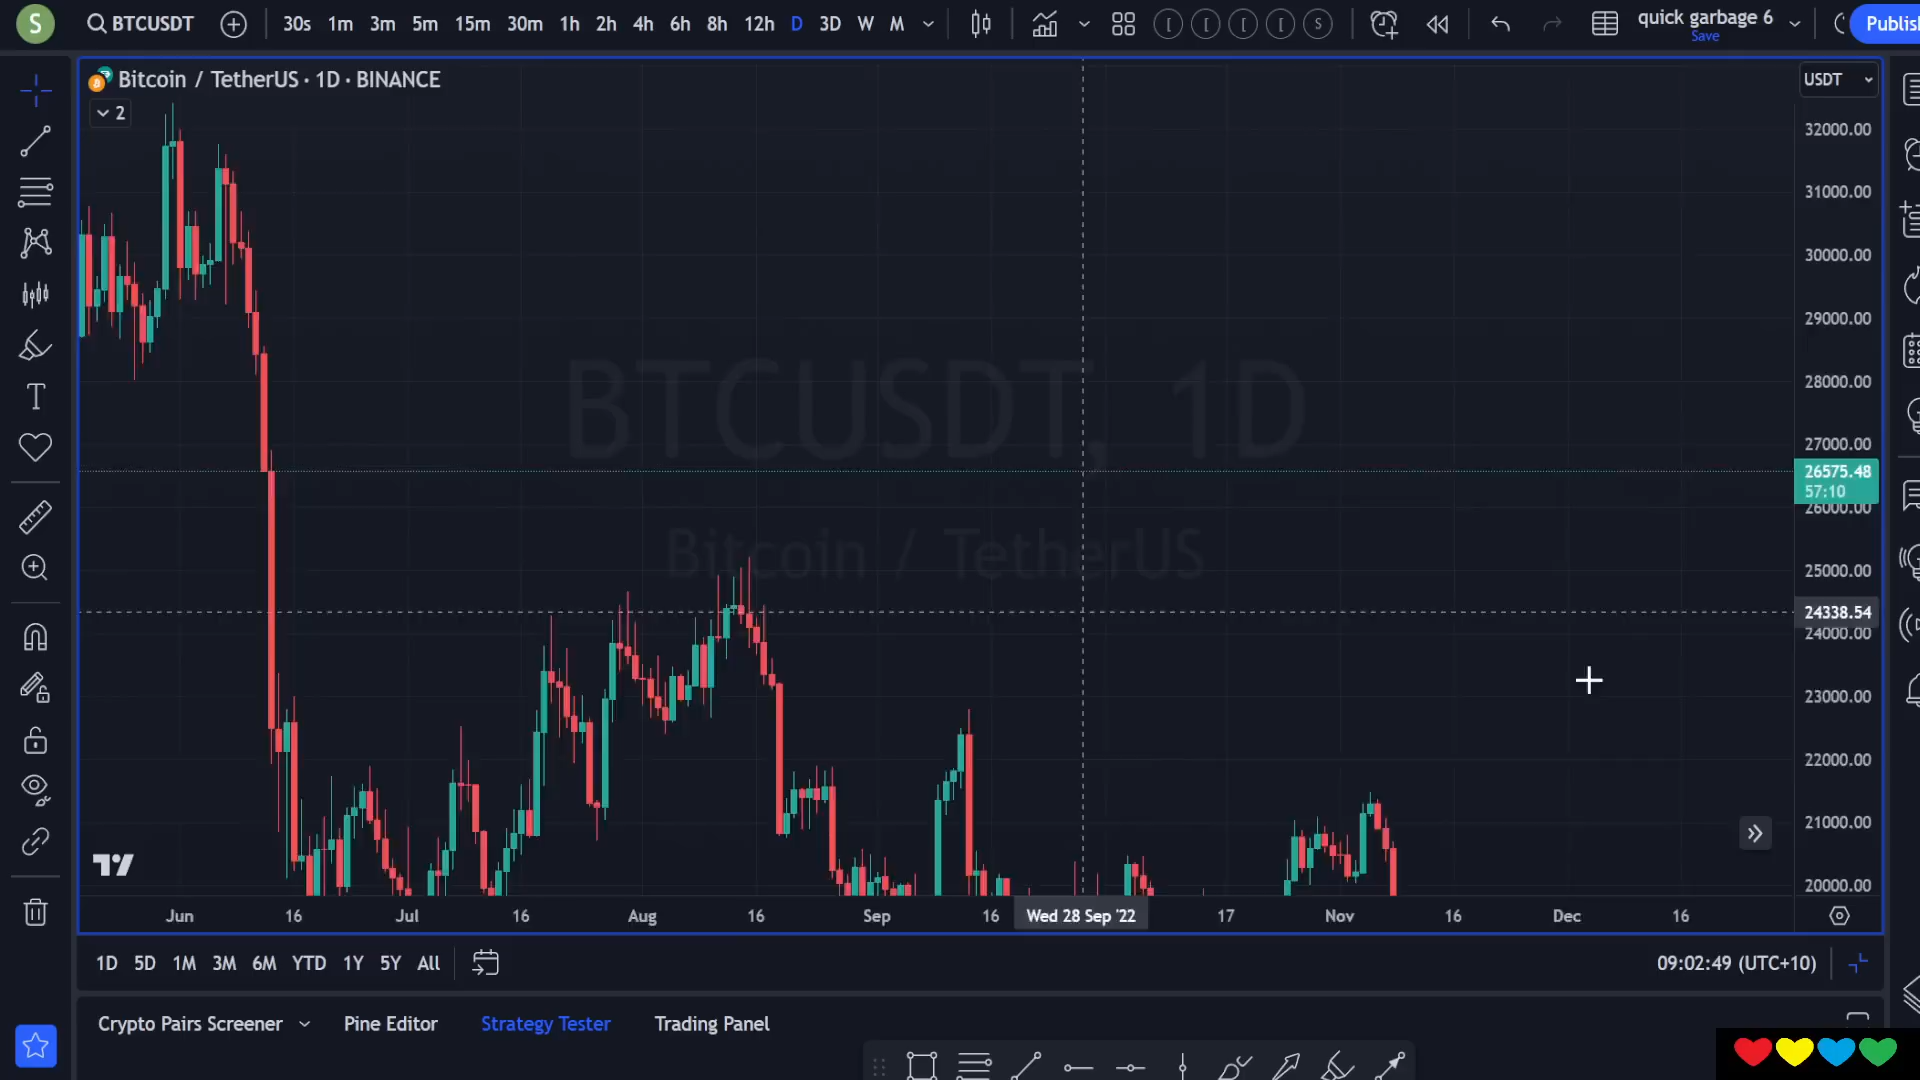 S
BTCUSDT
30s 1m 3m 5m 15m 30m 1h 2h 4h 6h 8h 12h D 3D W M
[ [ [ [ S
quick garbage 6
Save
Publis
Bitcoin / TetherUS · 1D · BINANCE
2
USDT
32000.00
31000.00
30000.00
29000.00
28000.00
BTCUSDT, 1D
27000.00
26575.48
57:10
26000.00
Bitcoin / TetherUS
25000.00
24338.54
24000.00
23000.00
22000.00
21000.00
20000.00
Jun 16 Jul 16 Aug 16 Sep 16 Wed 28 Sep '22 17 Nov 16 Dec 16
1D 5D 1M 3M 6M YTD 1Y 5Y All
09:02:49 (UTC+10)
Crypto Pairs Screener Pine Editor Strategy Tester Trading Panel